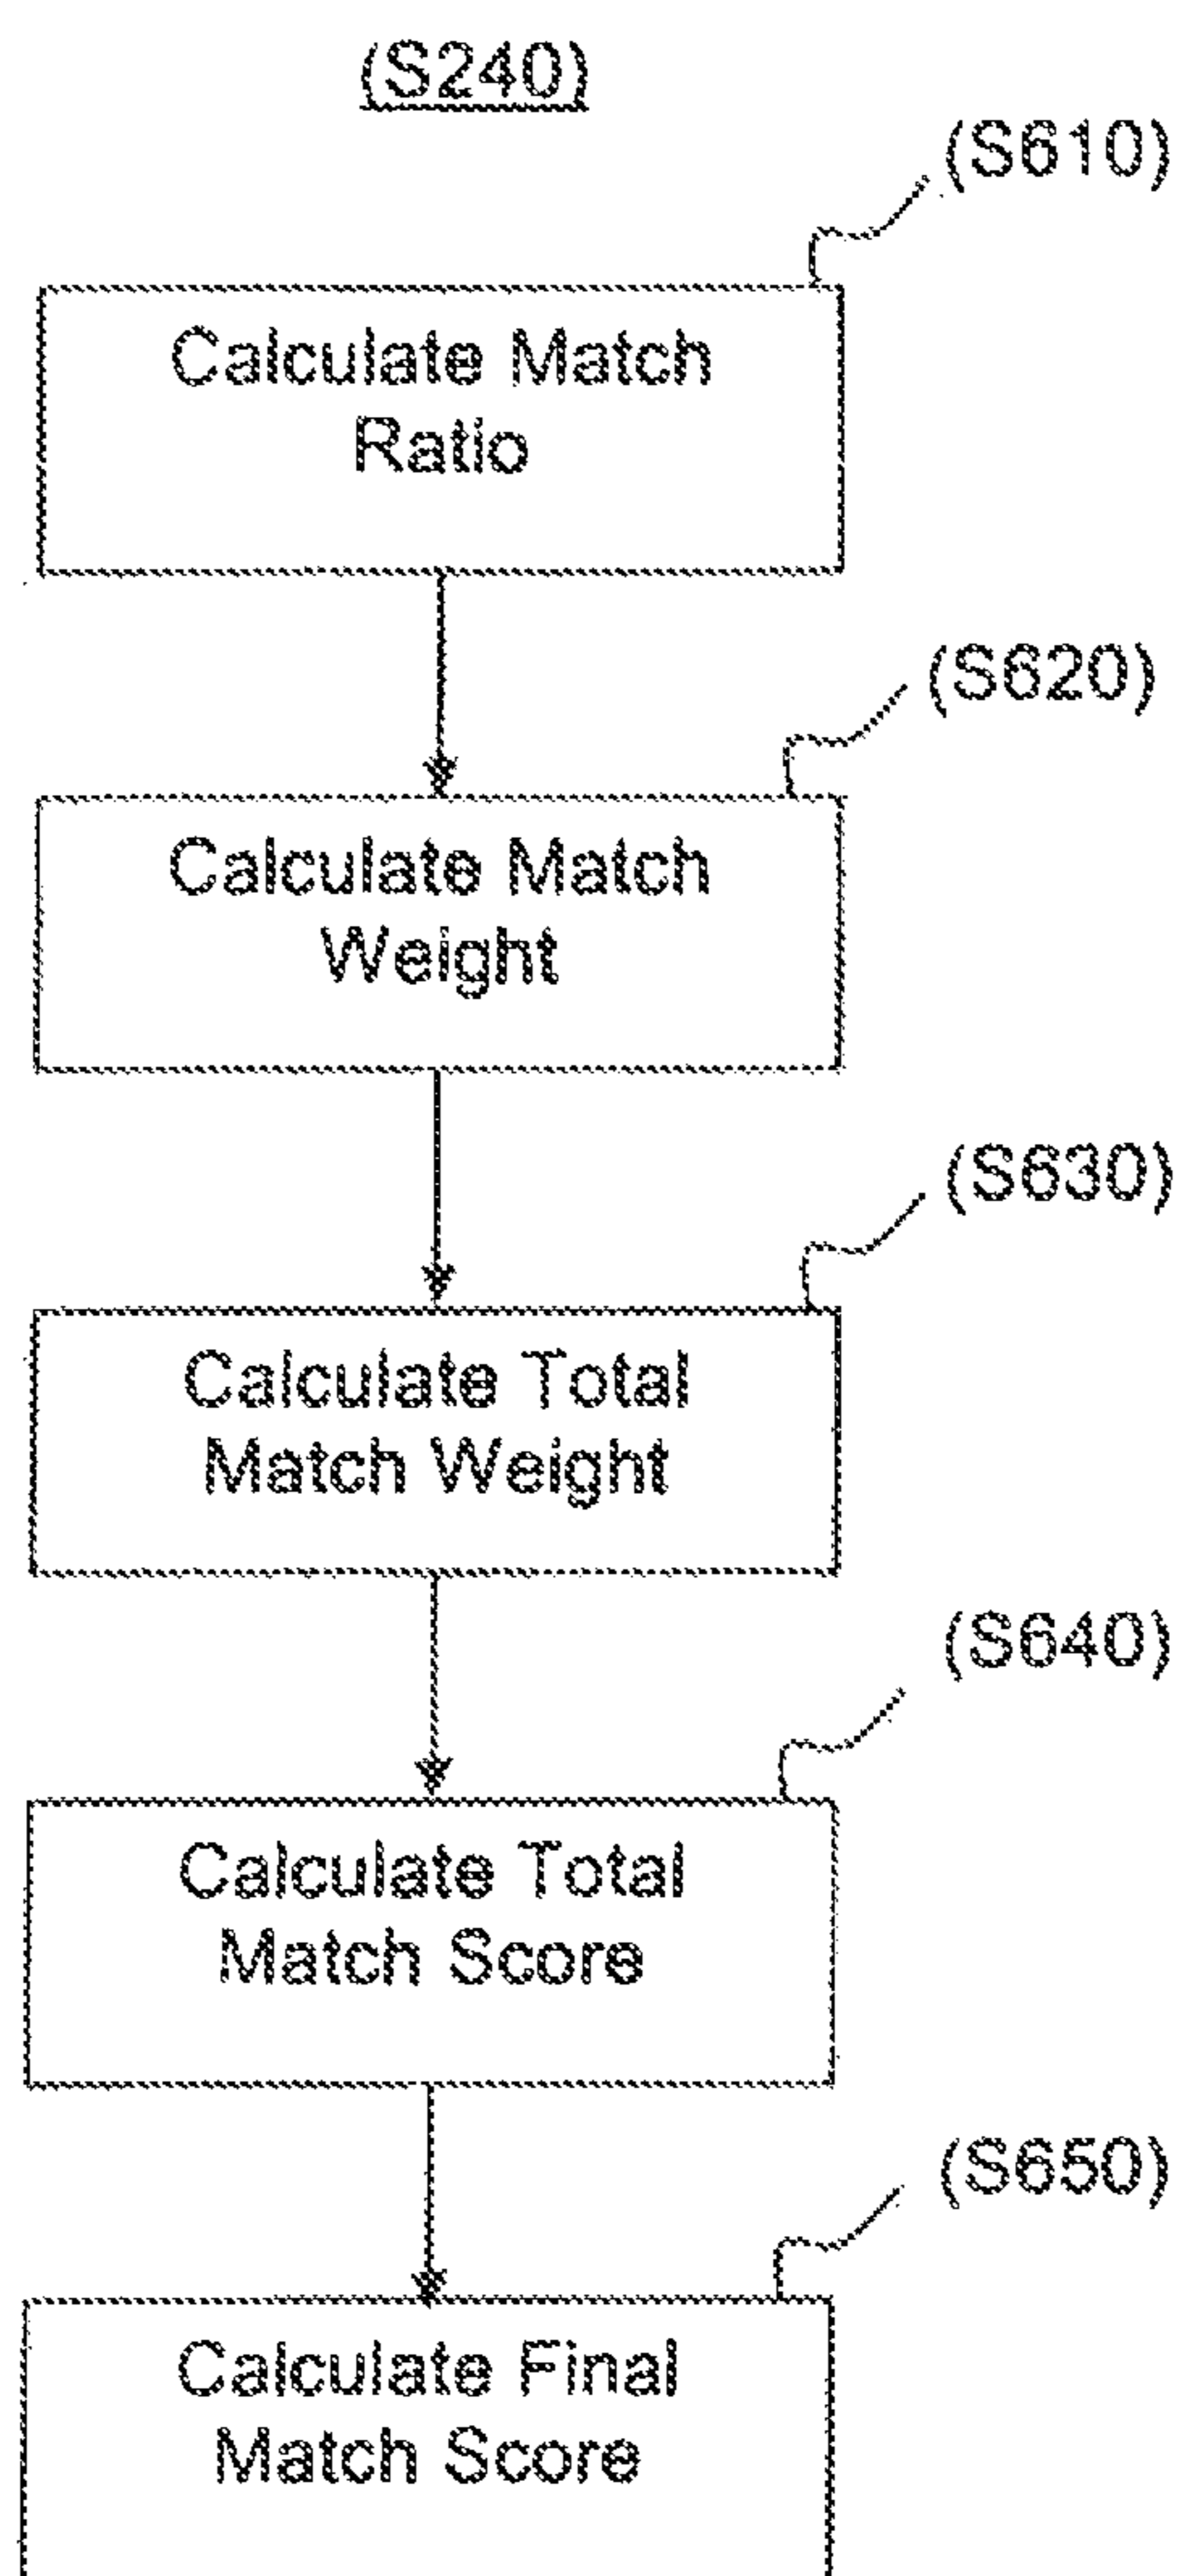 (S240)
(S610)
Calculate Match
Ratio
(S620)
Calculate Match
Weight
(S630)
Calculate Total
Match Weight
(S640)
Calculate Total
Match Score
(S650)
Calculate Final
Match Score